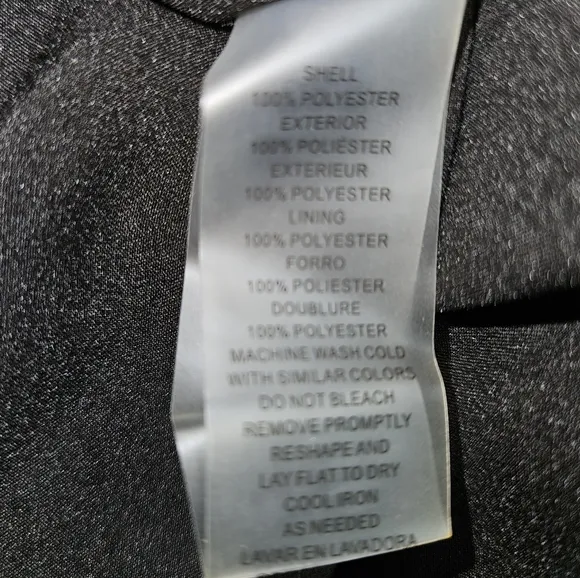 SHELL
100% POLYESTER
EXTERIOR
100% POLIÉSTER
EXTERIEUR
100% POLYESTER
LINING
100% POLYESTER
FORRO
100% POLIESTER
DOUBLURE
100% POLYESTER
MACHINE WASH COLD
WITH SIMILAR COLORS
DO NOT BLEACH
REMOVE PROMPTLY
RESHAPE AND
LAY FLAT TO DRY
COOL IRON
AS NEEDED
LAVAR EN LAVADORA